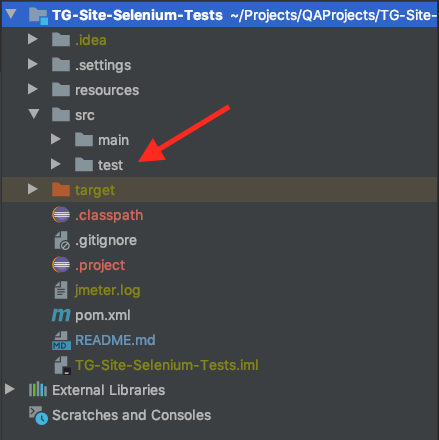 TG-Site-Selenium-Tests ~/Projects/QAProjects/TG-Site-
.idea
.settings
resources
src
main
test
target
.classpath
.gitignore
.project
jmeter.log
m pom.xml
MD README.md
TG-Site-Selenium-Tests.iml
External Libraries
Scratches and Consoles